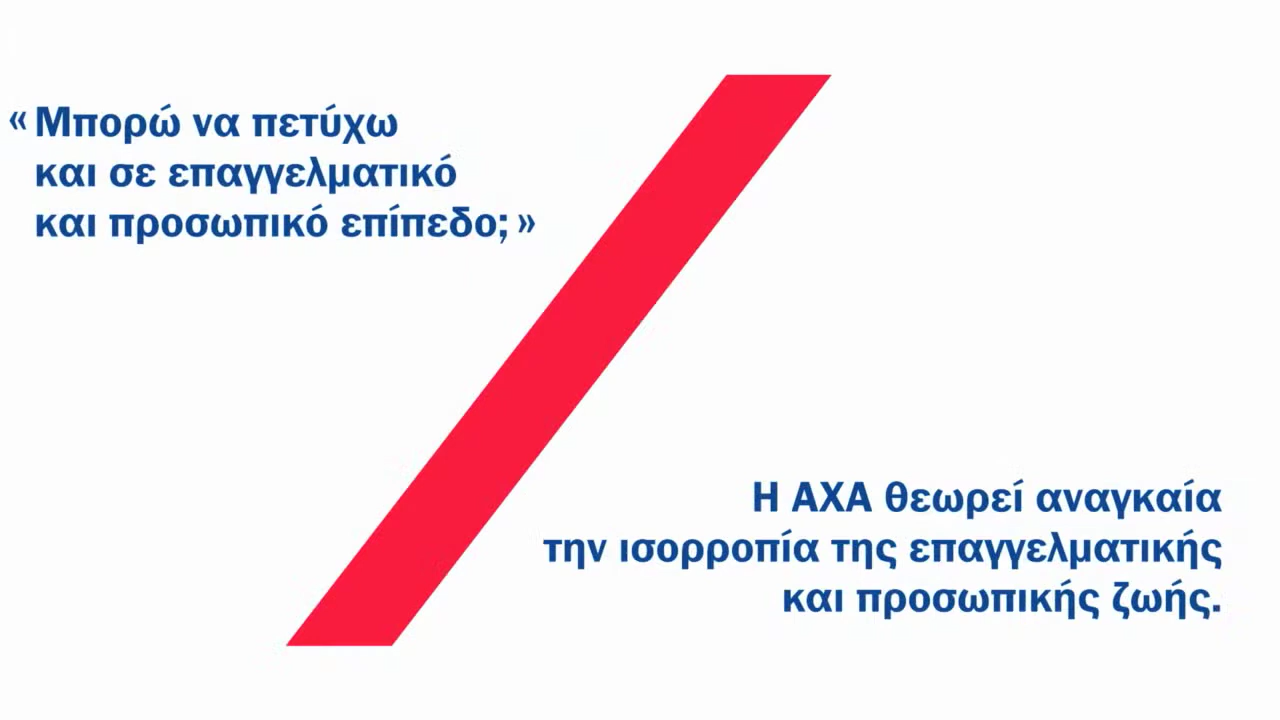 « Μπορώ να πετύχω
και σε επαγγελματικό
και προσωπικό επίπεδο; »
Η ΑΧΑ θεωρεί αναγκαία
την ισορροπία της επαγγελματικής
και προσωπικής ζωής.